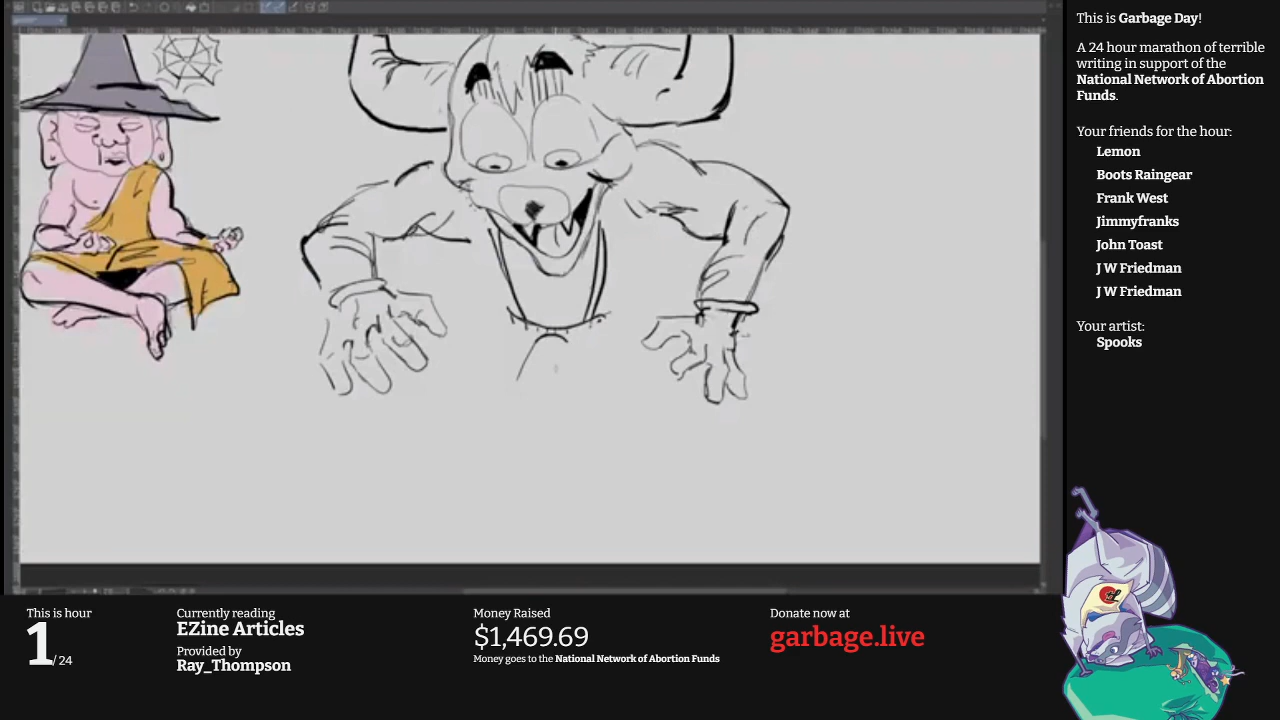 This is Garbage Day!
A 24 hour marathon of terrible
writing in support of the
National Network of Abortion
Funds.
Your friends for the hour:
Lemon
Boots Raingear
Frank West
Jimmyfranks
John Toast
J W Friedman
J W Friedman
Your artist:
Spooks
This is hour
1 / 24
Currently reading
EZine Articles
Provided by
Ray_Thompson
Money Raised
$1,469.69
Money goes to the National Network of Abortion Funds
Donate now at
garbage.live